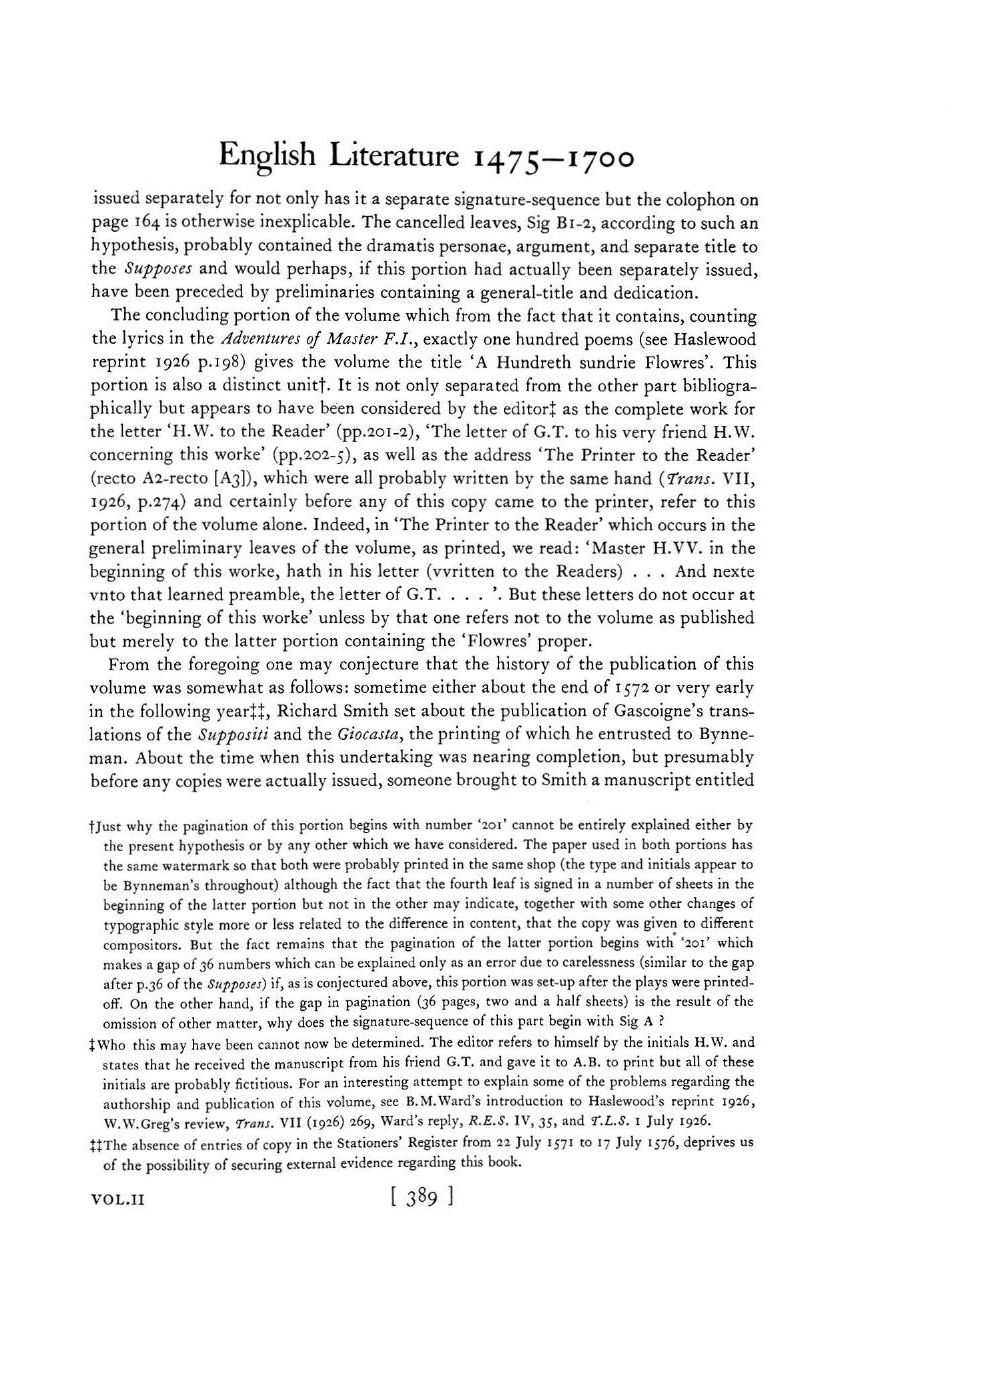 English Literature 1475—1700
issued separately for not only has it a separate signature-sequence but the colophon on
page 164 is otherwise inexplicable. The cancelled leaves, Sig B1-2, according to such an
hypothesis, probably contained the dramatis personae, argument, and separate title to
the Supposes and would perhaps, if this portion had actually been separately issued,
have been preceded by preliminaries containing a general-title and dedication.
The concluding portion of the volume which from the fact that it contains, counting
the lyrics in the Adventures of Master F.I., exactly one hundred poems (see Haslewood
reprint 1926 p.198) gives the volume the title ‘A Hundreth sundrie Flowres’. This
portion is also a distinct unit†. It is not only separated from the other part bibliogra-
phically but appears to have been considered by the editor‡ as the complete work for
the letter ‘H.W. to the Reader’ (pp.201-2), ‘The letter of G.T. to his very friend H.W.
concerning this worke’ (pp.202-5), as well as the address ‘The Printer to the Reader’
(recto A2-recto [A3]), which were all probably written by the same hand (Trans. VII,
1926, p.274) and certainly before any of this copy came to the printer, refer to this
portion of the volume alone. Indeed, in ‘The Printer to the Reader’ which occurs in the
general preliminary leaves of the volume, as printed, we read: ‘Master H.VV. in the
beginning of this worke, hath in his letter (vvritten to the Readers) . . . And nexte
vnto that learned preamble, the letter of G.T. . . . ’. But these letters do not occur at
the ‘beginning of this worke’ unless by that one refers not to the volume as published
but merely to the latter portion containing the ‘Flowres’ proper.
From the foregoing one may conjecture that the history of the publication of this
volume was somewhat as follows: sometime either about the end of 1572 or very early
in the following year‡‡, Richard Smith set about the publication of Gascoigne’s trans-
lations of the Suppositi and the Giocasta, the printing of which he entrusted to Bynne-
man. About the time when this undertaking was nearing completion, but presumably
before any copies were actually issued, someone brought to Smith a manuscript entitled
†Just why the pagination of this portion begins with number ‘201’ cannot be entirely explained either by
the present hypothesis or by any other which we have considered. The paper used in both portions has
the same watermark so that both were probably printed in the same shop (the type and initials appear to
be Bynneman’s throughout) although the fact that the fourth leaf is signed in a number of sheets in the
beginning of the latter portion but not in the other may indicate, together with some other changes of
typographic style more or less related to the difference in content, that the copy was given to different
compositors. But the fact remains that the pagination of the latter portion begins with ‘201’ which
makes a gap of 36 numbers which can be explained only as an error due to carelessness (similar to the gap
after p.36 of the Supposes) if, as is conjectured above, this portion was set-up after the plays were printed-
off. On the other hand, if the gap in pagination (36 pages, two and a half sheets) is the result of the
omission of other matter, why does the signature-sequence of this part begin with Sig A ?
‡Who this may have been cannot now be determined. The editor refers to himself by the initials H.W. and
states that he received the manuscript from his friend G.T. and gave it to A.B. to print but all of these
initials are probably fictitious. For an interesting attempt to explain some of the problems regarding the
authorship and publication of this volume, see B.M.Ward’s introduction to Haslewood’s reprint 1926,
W.W.Greg’s review, Trans. VII (1926) 269, Ward’s reply, R.E.S. IV, 35, and T.L.S. 1 July 1926.
‡‡The absence of entries of copy in the Stationers’ Register from 22 July 1571 to 17 July 1576, deprives us
of the possibility of securing external evidence regarding this book.
VOL.II [ 389 ]